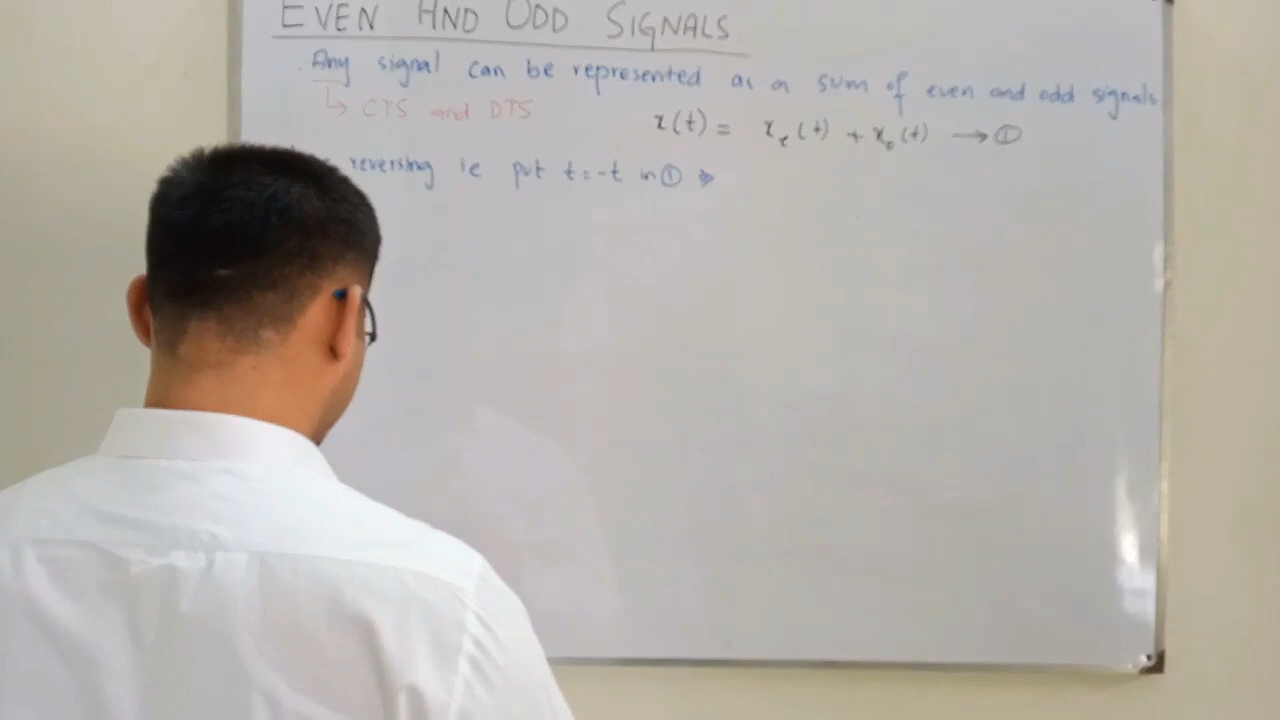 EVEN AND ODD SIGNALS
Any signal can be represented as a sum of even and odd signals
↳ CTS and DTS
x(t) = xₑ(t) + xₒ(t) → ①
reversing ie put t=-t in ① ⇒